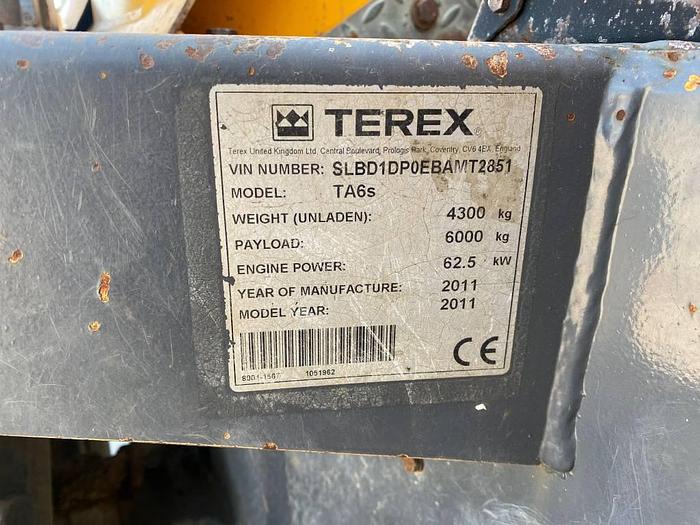 TEREX®
Terex United Kingdom Ltd, Central Boulevard, Prologis Park, Coventry, CV6 4BX, England
VIN NUMBER: SLBD1DP0EBAMT2851
MODEL: TA6s
WEIGHT (UNLADEN): 4300 kg
PAYLOAD: 6000 kg
ENGINE POWER: 62.5 kW
YEAR OF MANUFACTURE: 2011
MODEL YEAR: 2011
8001-1567 1051962
CE